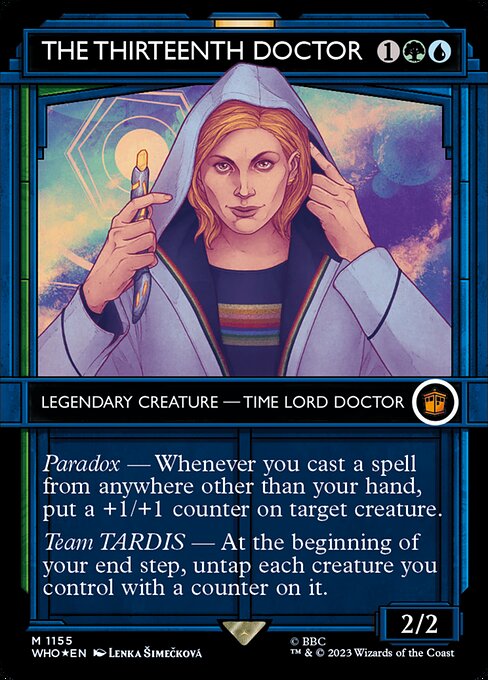 THE THIRTEENTH DOCTOR 1
LEGENDARY CREATURE — TIME LORD DOCTOR
Paradox — Whenever you cast a spell
from anywhere other than your hand,
put a +1/+1 counter on target creature.
Team TARDIS — At the beginning of
your end step, untap each creature you
control with a counter on it.
2/2
M 1155
WHO★EN LENKA ŠIMEČKOVÁ
© BBC
™ & © 2023 Wizards of the Coast